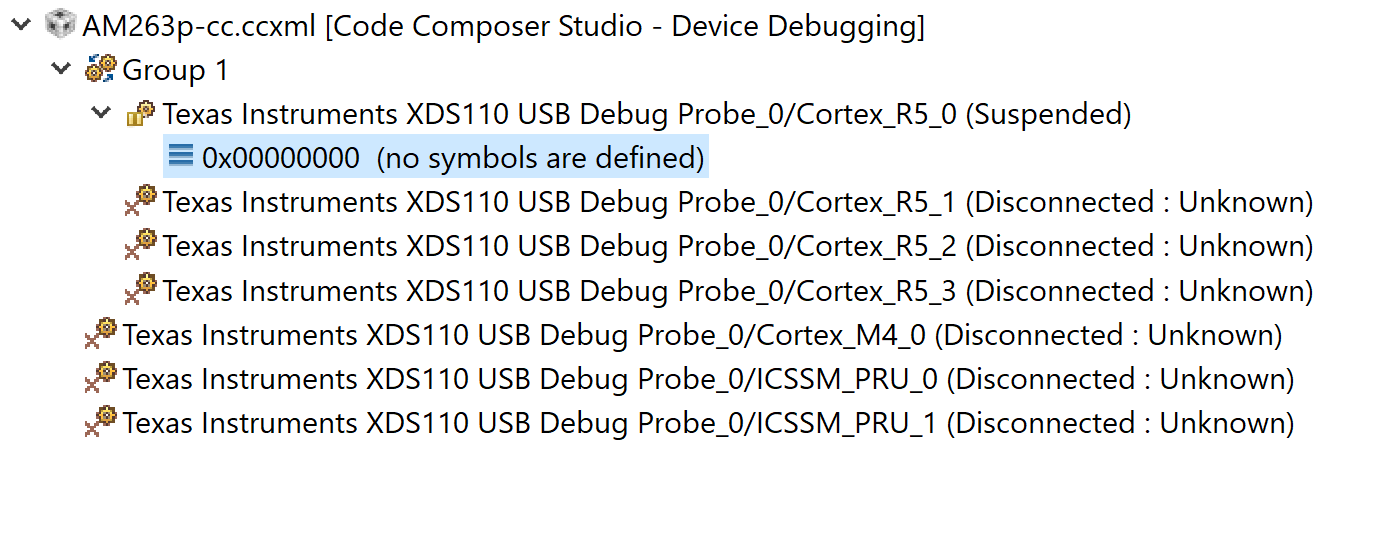 AM263p-cc.ccxml [Code Composer Studio - Device Debugging]
Group 1
Texas Instruments XDS110 USB Debug Probe_0/Cortex_R5_0 (Suspended)
0x00000000 (no symbols are defined)
Texas Instruments XDS110 USB Debug Probe_0/Cortex_R5_1 (Disconnected : Unknown)
Texas Instruments XDS110 USB Debug Probe_0/Cortex_R5_2 (Disconnected : Unknown)
Texas Instruments XDS110 USB Debug Probe_0/Cortex_R5_3 (Disconnected : Unknown)
Texas Instruments XDS110 USB Debug Probe_0/Cortex_M4_0 (Disconnected : Unknown)
Texas Instruments XDS110 USB Debug Probe_0/ICSSM_PRU_0 (Disconnected : Unknown)
Texas Instruments XDS110 USB Debug Probe_0/ICSSM_PRU_1 (Disconnected : Unknown)